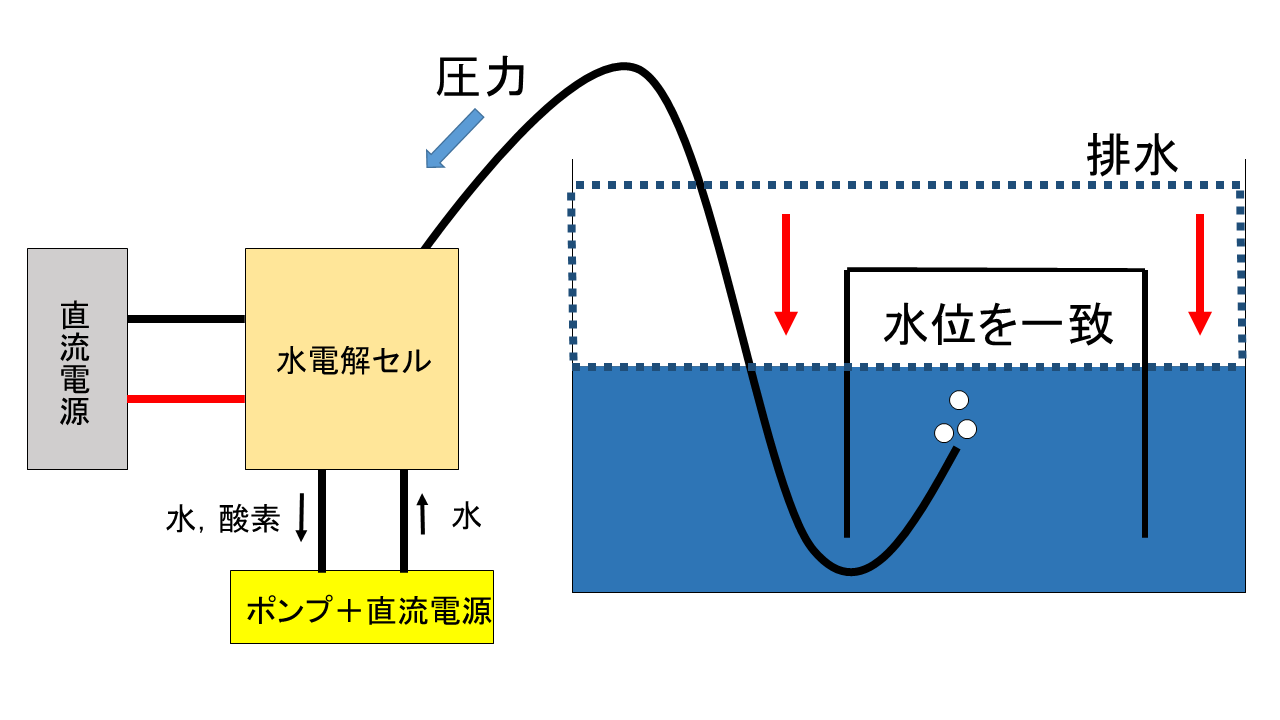 圧力
排水
直流電源
水電解セル
水位を一致
水，酸素
水
ポンプ＋直流電源